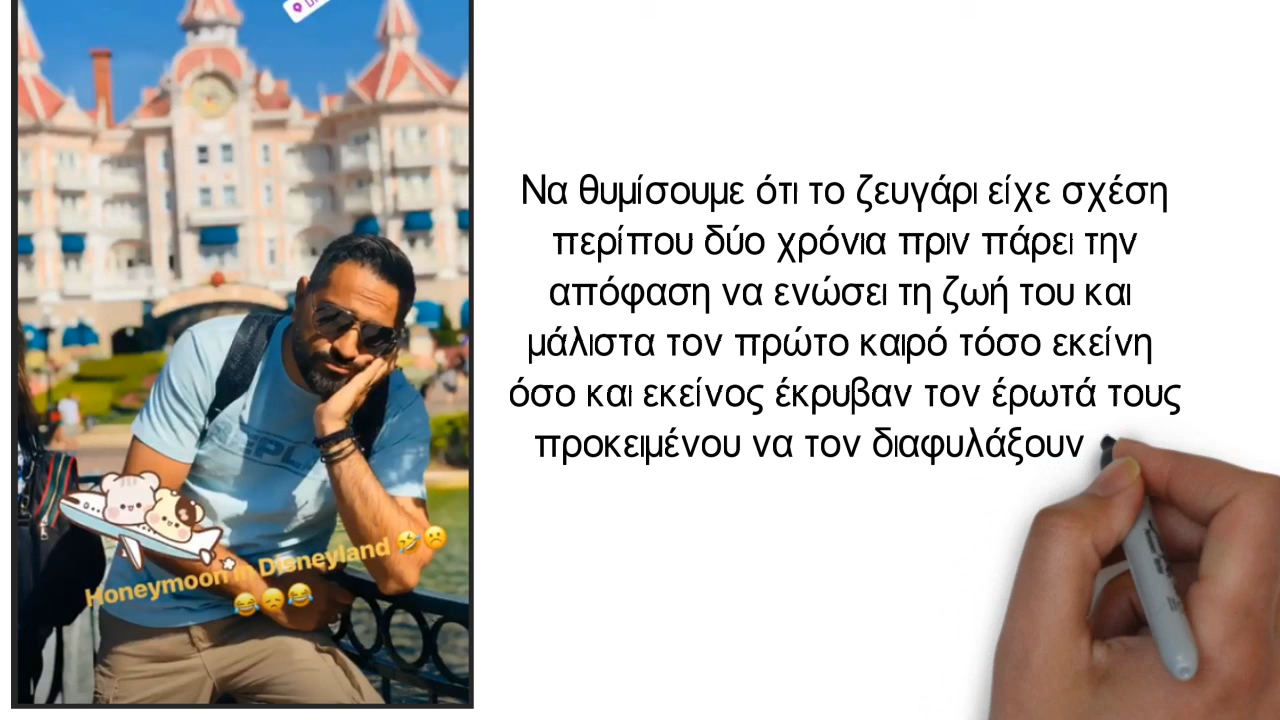 Να θυμίσουμε ότι το ζευγάρι είχε σχέση
περίπου δύο χρόνια πριν πάρει την
απόφαση να ενώσει τη ζωή του και
μάλιστα τον πρώτο καιρό τόσο εκείνη
όσο και εκείνος έκρυβαν τον έρωτά τους
προκειμένου να τον διαφυλάξουν
Honeymoon in Disneyland 🤣☹️
😂😞😂